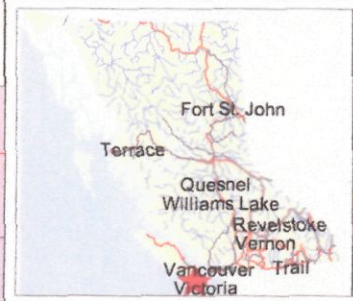 Fort St. John
Terrace
Quesnel
Williams Lake
Revelstoke
Vernon
Vancouver
Trail
Victoria